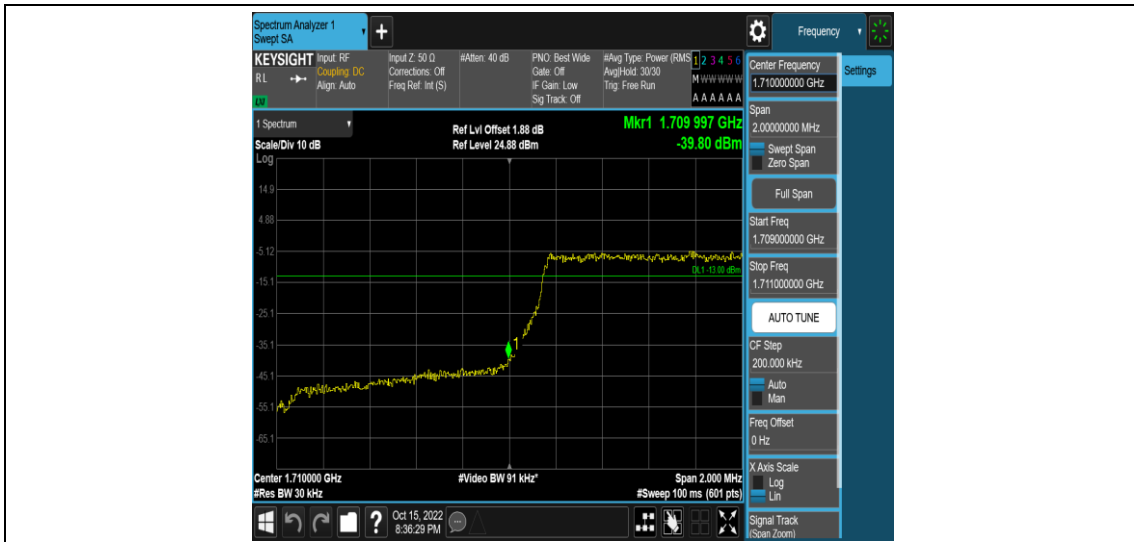 Spectrum Analyzer 1
Swept SA
+
Frequency
KEYSIGHT
RL
LXI
Input: RF
Coupling: DC
Align: Auto
Input Z: 50 Ω
Corrections: Off
Freq Ref: Int (S)
#Atten: 40 dB
PNO: Best Wide
Gate: Off
IF Gain: Low
Sig Track: Off
#Avg Type: Power (RMS
Avg|Hold: 30/30
Trig: Free Run
1 2 3 4 5 6
M W W W W W
A A A A A A
1 Spectrum
Scale/Div 10 dB
Log
Ref Lvl Offset 1.88 dB
Ref Level 24.88 dBm
Mkr1 1.709 997 GHz
-39.80 dBm
14.9
4.88
-5.12
-15.1
-25.1
-35.1
-45.1
-55.1
-65.1
DL1 -13.00 dBm
1
Center 1.710000 GHz
#Res BW 30 kHz
#Video BW 91 kHz*
Span 2.000 MHz
#Sweep 100 ms (601 pts)
?
Oct 15, 2022
8:36:29 PM
Center Frequency
1.710000000 GHz
Settings
Span
2.00000000 MHz
Swept Span
Zero Span
Full Span
Start Freq
1.709000000 GHz
Stop Freq
1.711000000 GHz
AUTO TUNE
CF Step
200.000 kHz
Auto
Man
Freq Offset
0 Hz
X Axis Scale
Log
Lin
Signal Track
(Span Zoom)